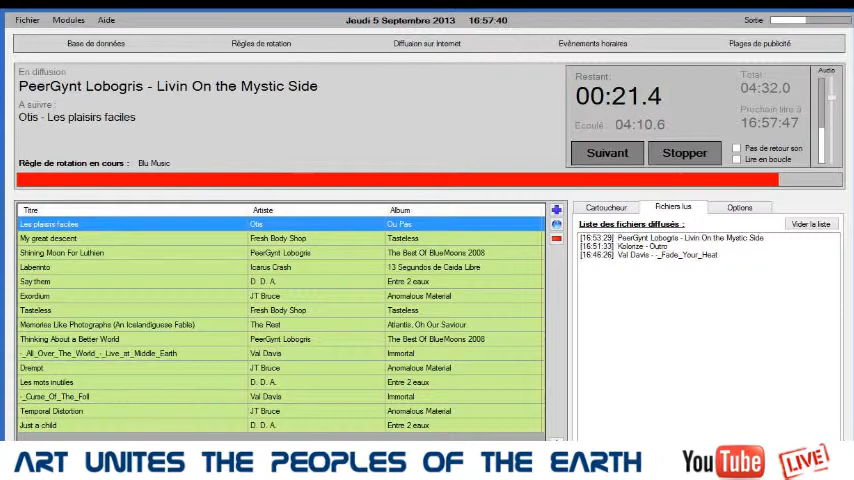 Fichier Modules Aide Jeudi 5 Septembre 2013 16:57:40 Sortie
Base de données Règles de rotation Diffusion sur Internet Evènements horaires Plages de publicité
En diffusion
PeerGynt Lobogris - Livin On the Mystic Side
A suivre :
Otis - Les plaisirs faciles
Règle de rotation en cours : Blu Music
Restant :
00:21.4
Ecoulé : 04:10.6
Total :
04:32.0
Prochain titre à
16:57:47
Suivant Stopper
Pas de retour son
Lire en boucle
Audio
Titre Artiste Album
Les plaisirs faciles Otis Ou Pas
My great descent Fresh Body Shop Tasteless
Shining Moon For Luthien PeerGynt Lobogris The Best Of BlueMoons 2008
Laberinto Icarus Crash 13 Segundos de Caida Libre
Say them D. D. A. Entre 2 eaux
Exordium JT Bruce Anomalous Material
Tasteless Fresh Body Shop Tasteless
Memories Like Photographs (An Icelandiguese Fable) The Rest Atlantis, Oh Our Saviour
Thinking About a Better World PeerGynt Lobogris The Best Of BlueMoons 2008
-_All_Over_The_World_-_Live_at_Middle_Earth Val Davis Immortal
Drempt JT Bruce Anomalous Material
Les mots inutiles D. D. A. Entre 2 eaux
-_Curse_Of_The_Foll Val Davis Immortal
Temporal Distortion JT Bruce Anomalous Material
Just a child D. D. A. Entre 2 eaux
Cartoucheur Fichiers lus Options
Liste des fichiers diffusés : Vider la liste
[16:53:29] PeerGynt Lobogris - Livin On the Mystic Side
[16:51:33] Kalonze - Outro
[16:46:26] Val Davis - -_Fade_Your_Heat
ART UNITES THE PEOPLES OF THE EARTH YouTube LIVE